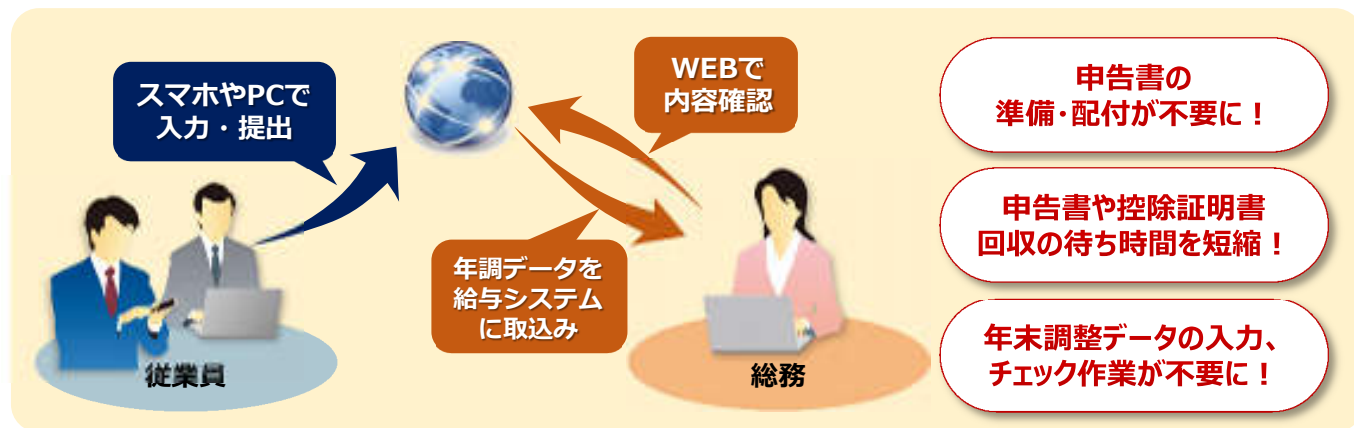 スマホやPCで
入力・提出
WEBで
内容確認
年調データを
給与システム
に取込み
従業員
総務
申告書の
準備・配付が不要に！
申告書や控除証明書
回収の待ち時間を短縮！
年末調整データの入力、
チェック作業が不要に！